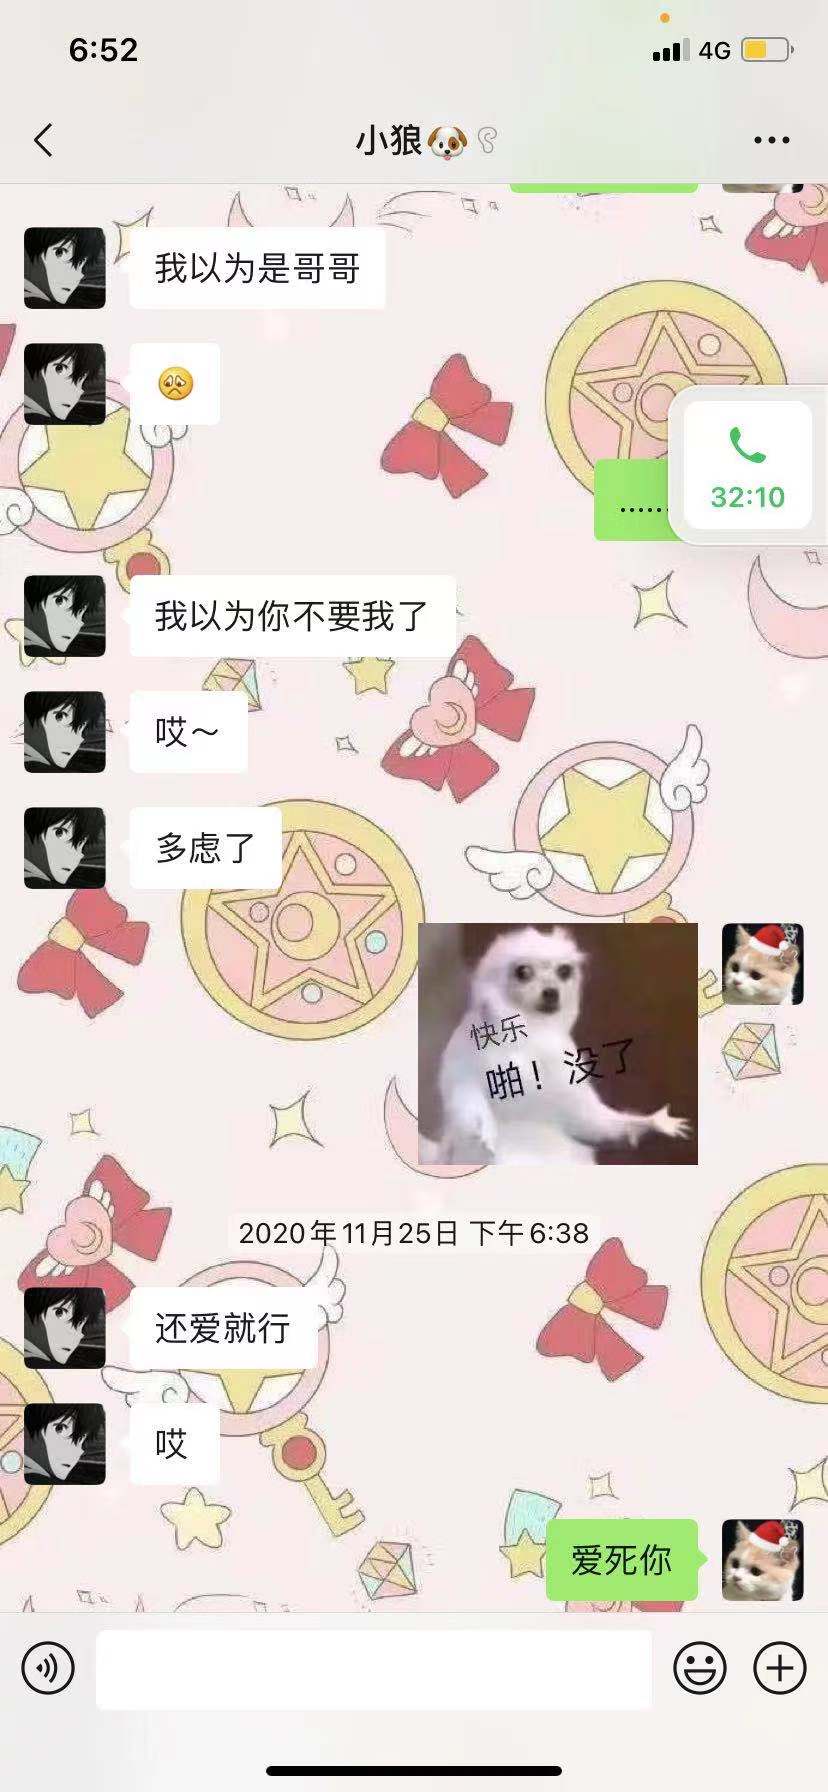 6:52
4G
小狼🐶
我以为是哥哥
32:10
......
我以为你不要我了
哎～
多虑了
快乐
啪！没了
2020年11月25日 下午6:38
还爱就行
哎
爱死你